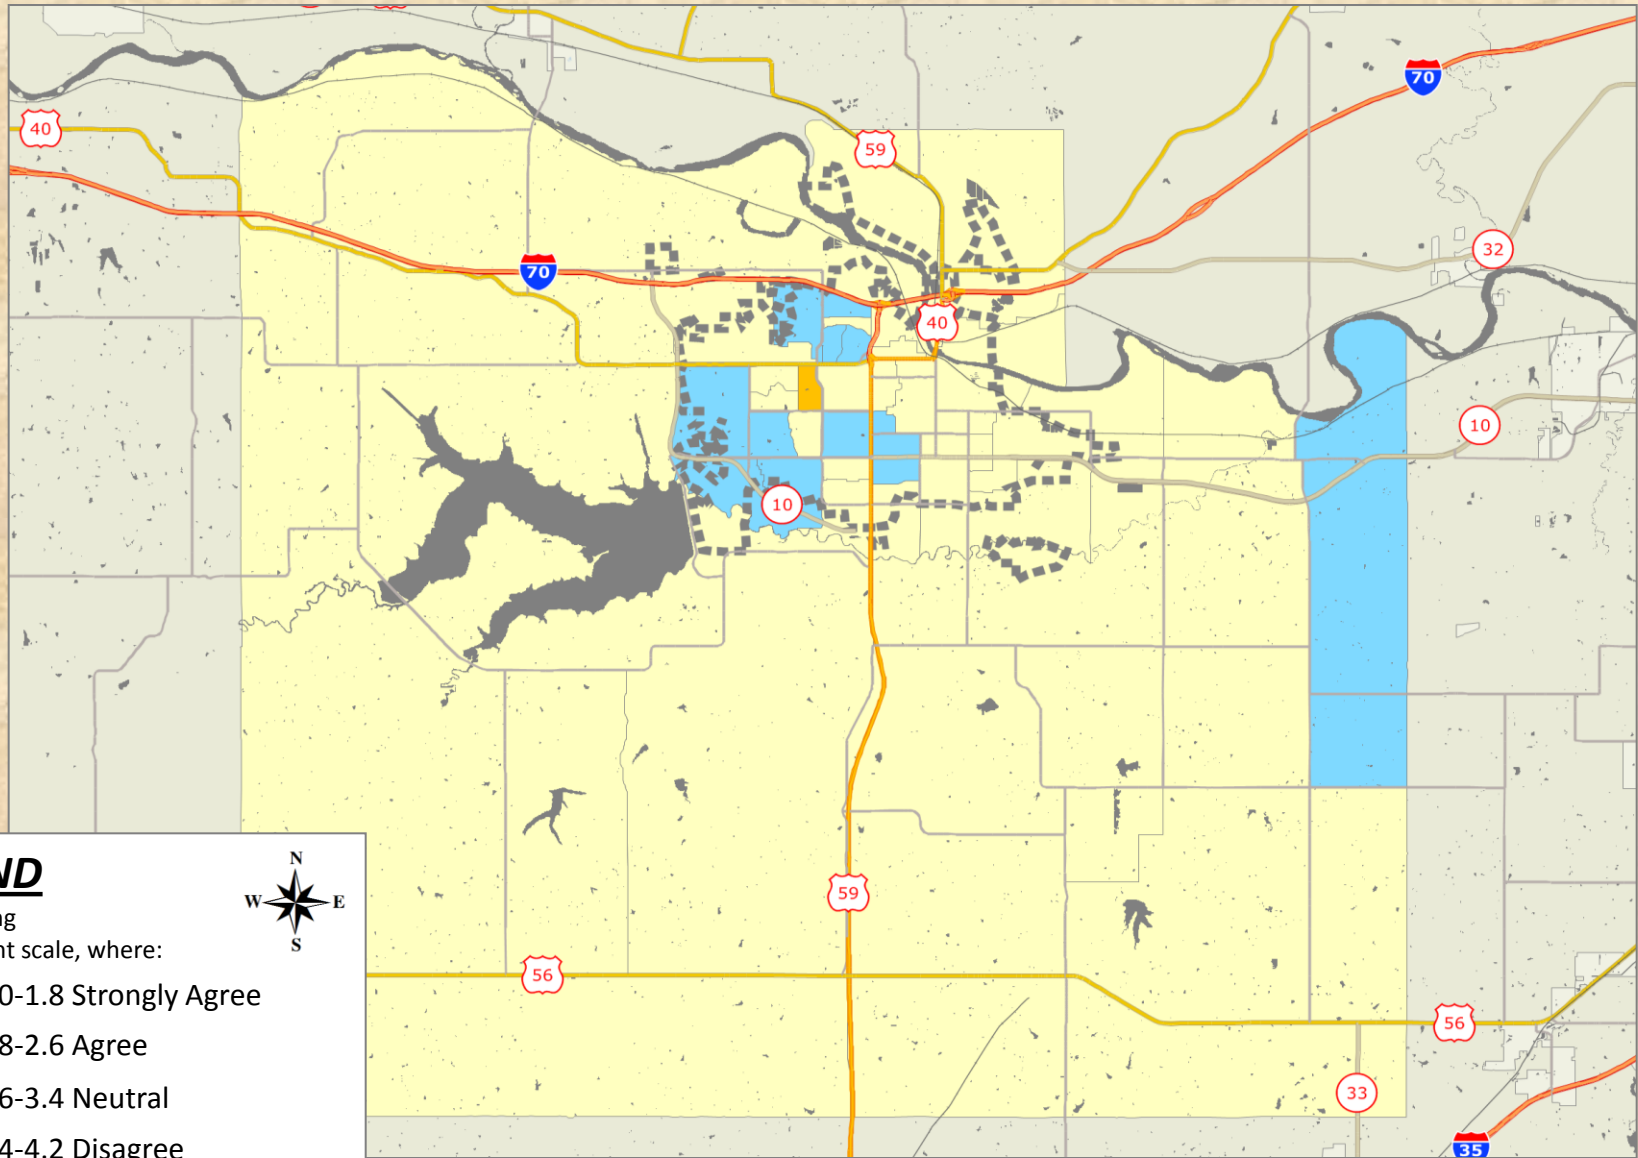 70
40
59
32
70
40
10
10
59
56
56
33
35
ND
N
W E
S
ng
nt scale, where:
0-1.8 Strongly Agree
8-2.6 Agree
6-3.4 Neutral
4-4.2 Disagree